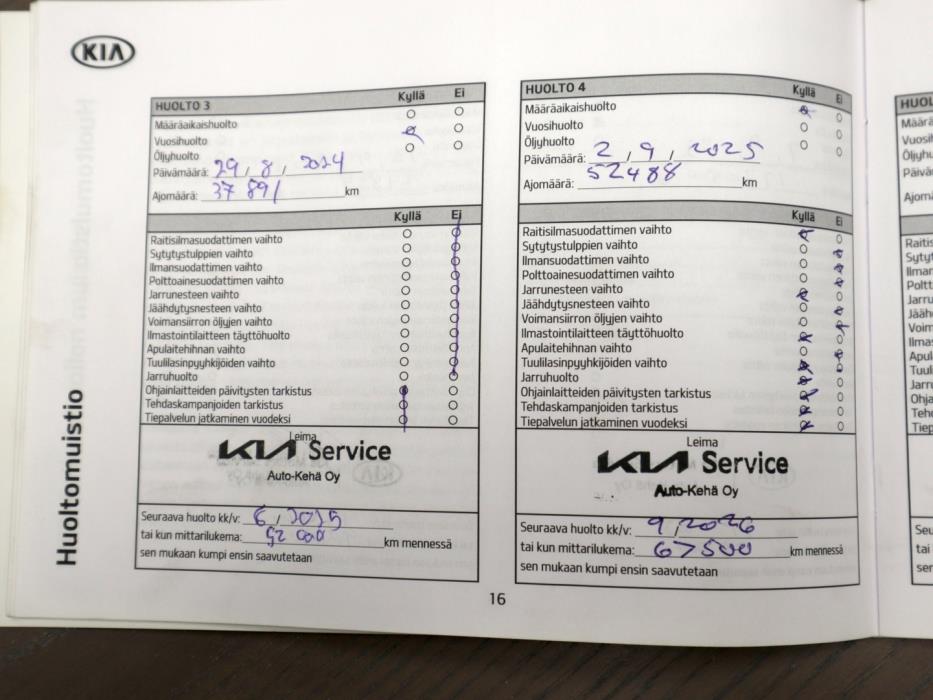 KIA
Huoltomuistio
HUOLTO 3 Kyllä Ei
Määräaikaishuolto
Vuosihuolto
Öljyhuolto
Päivämäärä: 29, 8, 2024
Ajomäärä: 37 891 km
Kyllä Ei
Raitisilmasuodattimen vaihto
Sytytystulppien vaihto
Ilmansuodattimen vaihto
Polttoainesuodattimen vaihto
Jarrunesteen vaihto
Jäähdytysnesteen vaihto
Voimansiirron öljyjen vaihto
Ilmastointilaitteen täyttöhuolto
Apulaitehihnan vaihto
Tuulilasinpyyhkijöiden vaihto
Jarruhuolto
Ohjainlaitteiden päivitysten tarkistus
Tehdaskampanjoiden tarkistus
Tiepalvelun jatkaminen vuodeksi
Leima
KIA Service
Auto-Kehä Oy
Seuraava huolto kk/v: 6, 2025
tai kun mittarilukema: 52 000 km mennessä
sen mukaan kumpi ensin saavutetaan
HUOLTO 4 Kyllä Ei
Määräaikaishuolto
Vuosihuolto
Öljyhuolto
Päivämäärä: 2, 9, 2025
Ajomäärä: 52488 km
Kyllä Ei
Raitisilmasuodattimen vaihto
Sytytystulppien vaihto
Ilmansuodattimen vaihto
Polttoainesuodattimen vaihto
Jarrunesteen vaihto
Jäähdytysnesteen vaihto
Voimansiirron öljyjen vaihto
Ilmastointilaitteen täyttöhuolto
Apulaitehihnan vaihto
Tuulilasinpyyhkijöiden vaihto
Jarruhuolto
Ohjainlaitteiden päivitysten tarkistus
Tehdaskampanjoiden tarkistus
Tiepalvelun jatkaminen vuodeksi
Leima
KIA Service
Auto-Kehä Oy
Seuraava huolto kk/v: 9, 2026
tai kun mittarilukema: 67500 km mennessä
sen mukaan kumpi ensin saavutetaan
16